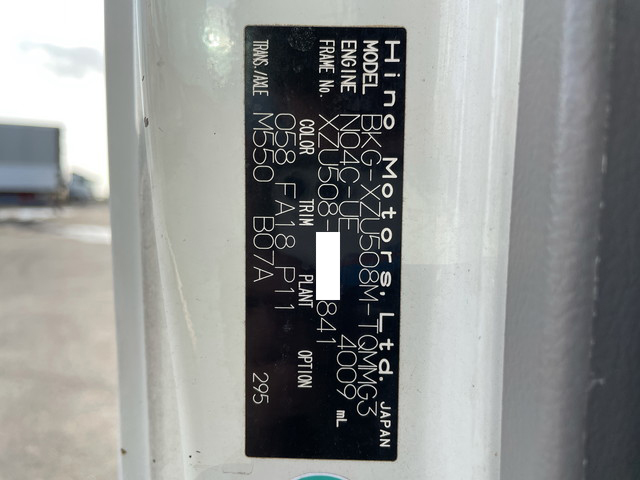 Hino Motors, Ltd. JAPAN
MODEL BKG-XZU508M-TQMMG3
ENGINE N04C-UE 4009 mL
FRAME No. XZU508- 841
COLOR TRIM PLANT OPTION
058 FA18 P11
TRANS./AXLE M550 B07A 295